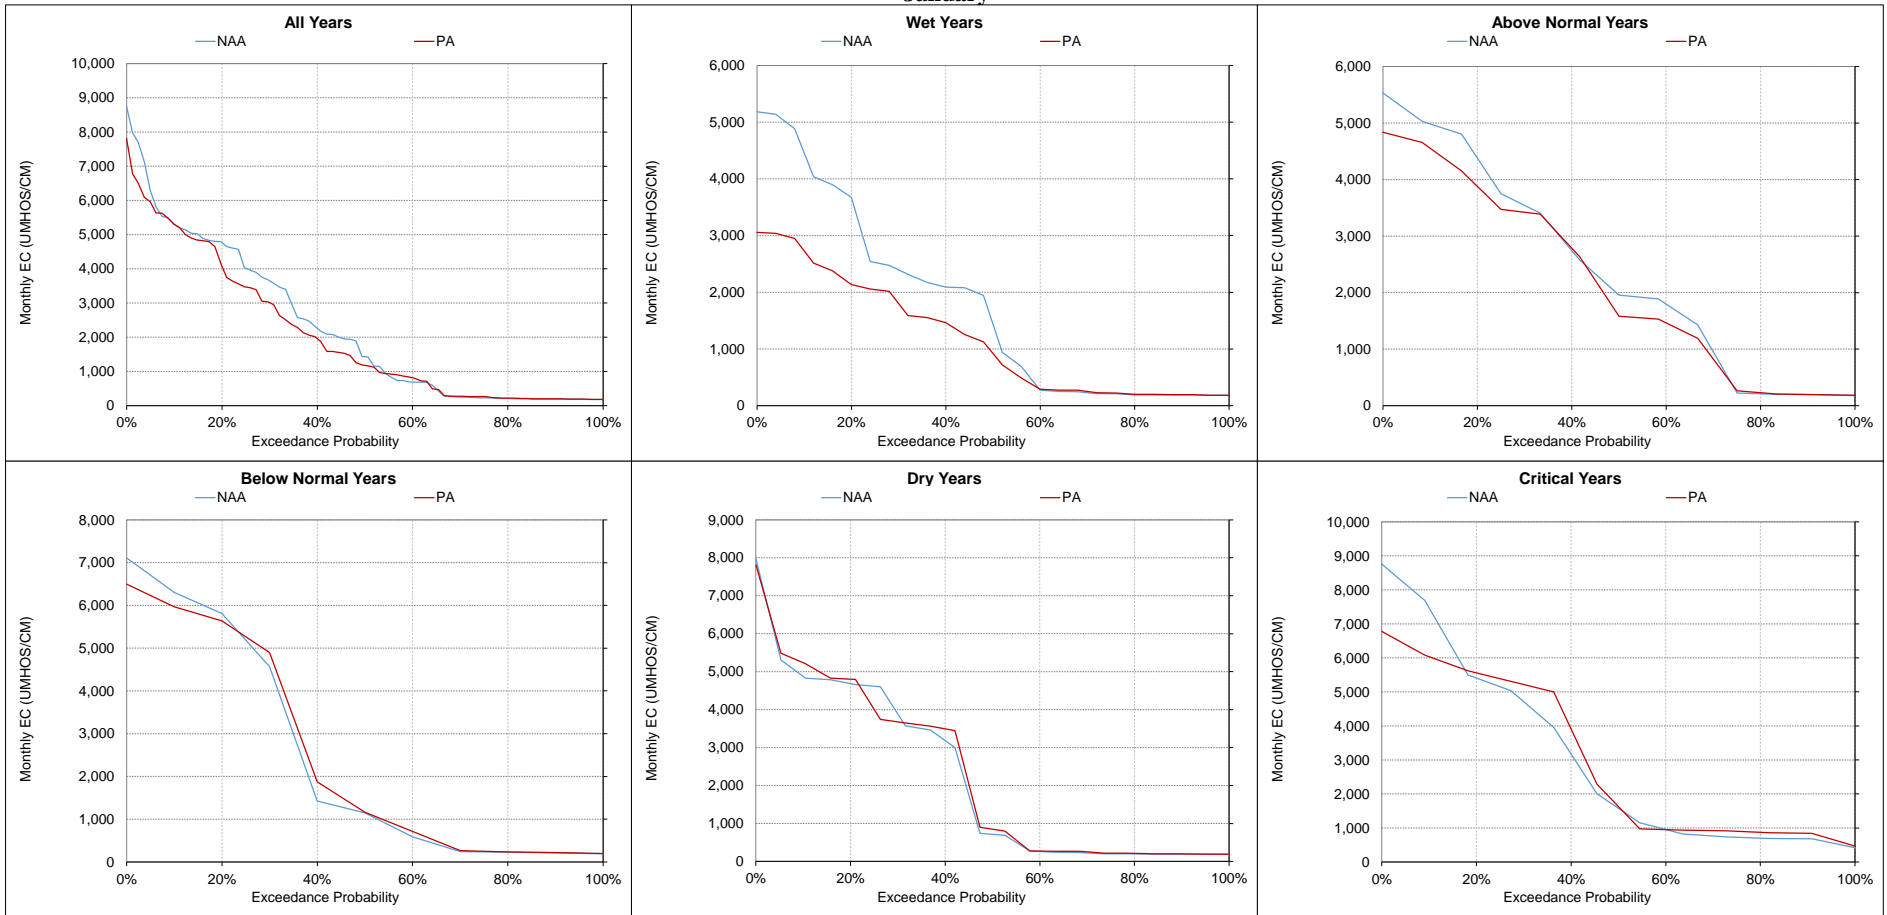 All Years
NAA PA
Monthly EC (UMHOS/CM)
10,000
9,000
8,000
7,000
6,000
5,000
4,000
3,000
2,000
1,000
0
0% 20% 40% 60% 80% 100%
Exceedance Probability
Wet Years
NAA PA
Monthly EC (UMHOS/CM)
6,000
5,000
4,000
3,000
2,000
1,000
0
0% 20% 40% 60% 80% 100%
Exceedance Probability
Above Normal Years
NAA PA
Monthly EC (UMHOS/CM)
6,000
5,000
4,000
3,000
2,000
1,000
0
0% 20% 40% 60% 80% 100%
Exceedance Probability
Below Normal Years
NAA PA
Monthly EC (UMHOS/CM)
8,000
7,000
6,000
5,000
4,000
3,000
2,000
1,000
0
0% 20% 40% 60% 80% 100%
Exceedance Probability
Dry Years
NAA PA
Monthly EC (UMHOS/CM)
9,000
8,000
7,000
6,000
5,000
4,000
3,000
2,000
1,000
0
0% 20% 40% 60% 80% 100%
Exceedance Probability
Critical Years
NAA PA
Monthly EC (UMHOS/CM)
10,000
9,000
8,000
7,000
6,000
5,000
4,000
3,000
2,000
1,000
0
0% 20% 40% 60% 80% 100%
Exceedance Probability